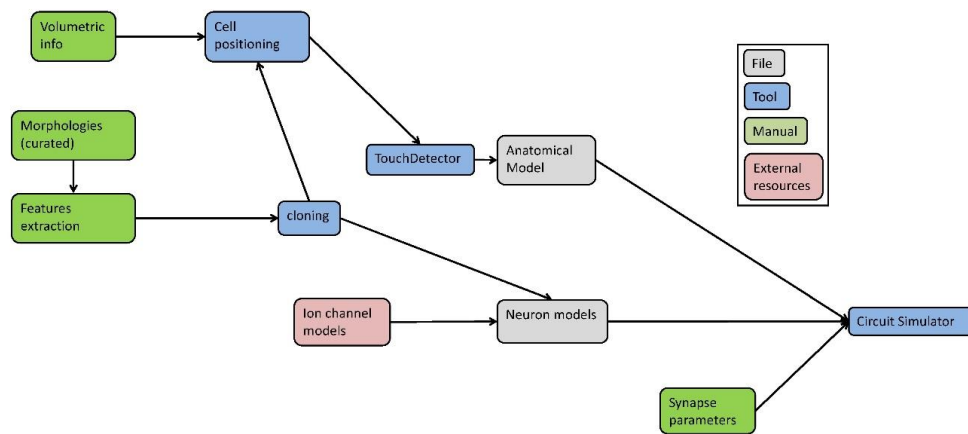 Volumetric
info
Cell
positioning
File
Tool
Manual
External
resources
Morphologies
(curated)
TouchDetector
Anatomical
Model
Features
extraction
cloning
Ion channel
models
Neuron models
Circuit Simulator
Synapse
parameters